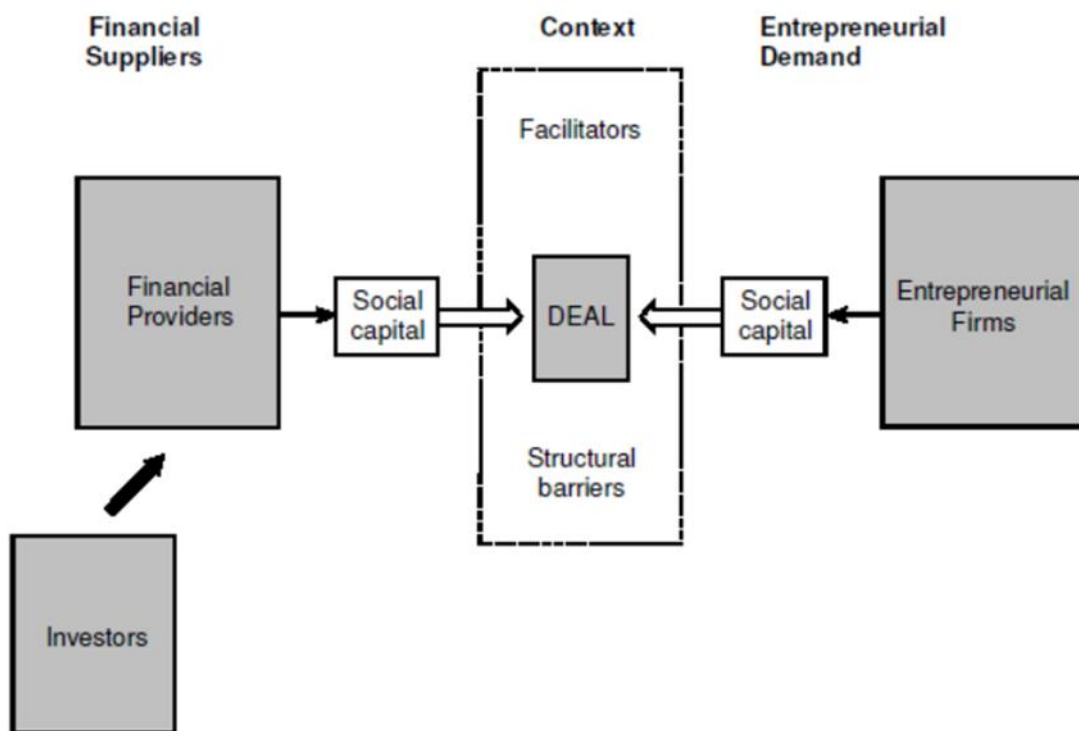 Financial
Suppliers
Context
Entrepreneurial
Demand
Facilitators
Financial
Providers
Social
capital
DEAL
Social
capital
Entrepreneurial
Firms
Structural
barriers
Investors